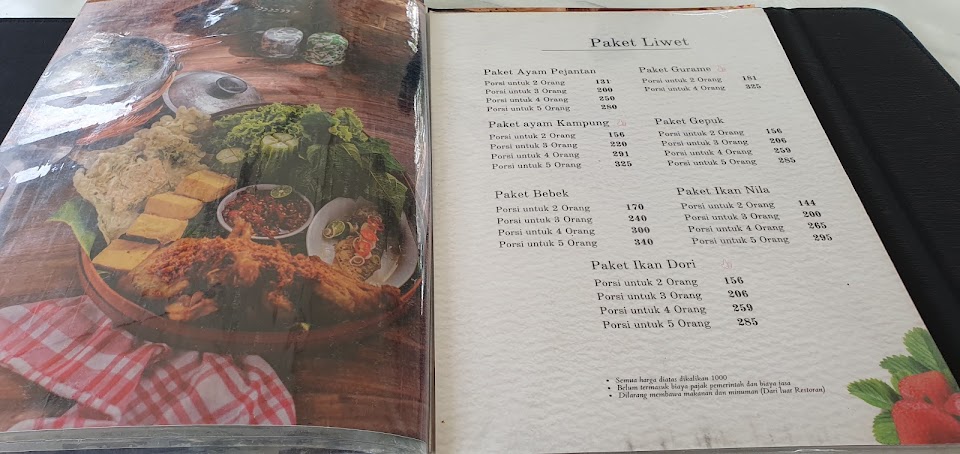 Paket Liwet
Paket Ayam Pejantan
Porsi untuk 2 Orang 131
Porsi untuk 3 Orang 200
Porsi untuk 4 Orang 250
Porsi untuk 5 Orang 280
Paket Gurame
Porsi untuk 2 Orang 181
Porsi untuk 4 Orang 325
Paket ayam Kampung
Porsi untuk 2 Orang 156
Porsi untuk 3 Orang 220
Porsi untuk 4 Orang 291
Porsi untuk 5 Orang 325
Paket Gepuk
Porsi untuk 2 Orang 156
Porsi untuk 3 Orang 206
Porsi untuk 4 Orang 259
Porsi untuk 5 Orang 285
Paket Bebek
Porsi untuk 2 Orang 170
Porsi untuk 3 Orang 240
Porsi untuk 4 Orang 300
Porsi untuk 5 Orang 340
Paket Ikan Nila
Porsi untuk 2 Orang 144
Porsi untuk 3 Orang 200
Porsi untuk 4 Orang 265
Porsi untuk 5 Orang 295
Paket Ikan Dori
Porsi untuk 2 Orang 156
Porsi untuk 3 Orang 206
Porsi untuk 4 Orang 259
Porsi untuk 5 Orang 285
• Semua harga diatas dikalikan 1000
• Belum termasuk biaya pajak pemerintah dan biaya jasa
• Dilarang membawa makanan dan minuman (Dari luar Restoran)